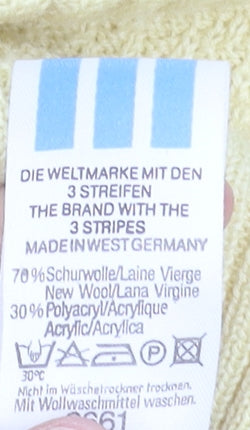 DIE WELTMARKE MIT DEN
3 STREIFEN
THE BRAND WITH THE
3 STRIPES
MADE IN WEST GERMANY
70% Schurwolle/Laine Vierge
New Wool/Lana Virgine
30% Polyacryl/Acrylique
Acrylic/Acrylica
P
30°C
Nicht im Wäschetrockner trocknen.
Mit Wollwaschmittel waschen.